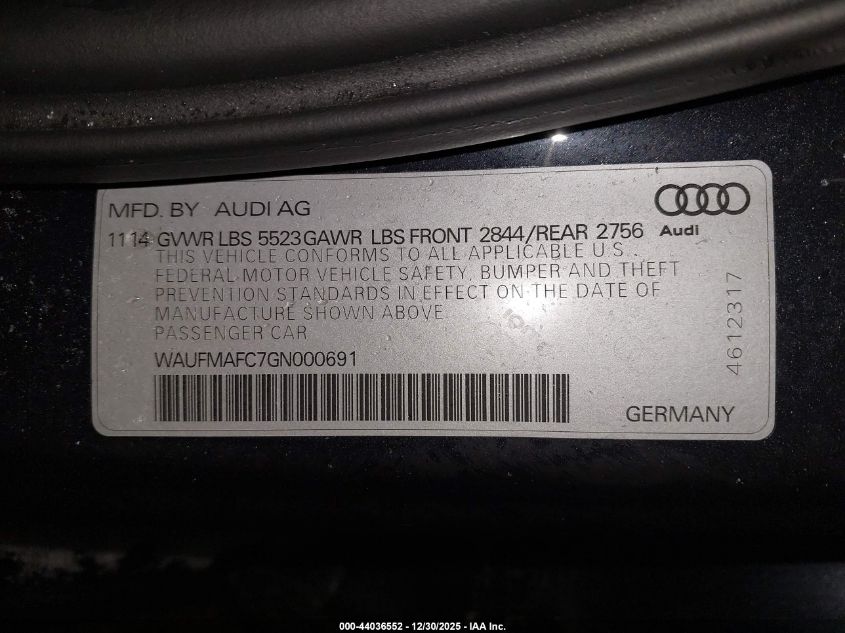 MFD. BY AUDI AG
1114 GVWR LBS 5523 GAWR LBS FRONT 2844/REAR 2756
Audi
THIS VEHICLE CONFORMS TO ALL APPLICABLE U.S.
FEDERAL MOTOR VEHICLE SAFETY, BUMPER AND THEFT
PREVENTION STANDARDS IN EFFECT ON THE DATE OF
MANUFACTURE SHOWN ABOVE.
PASSENGER CAR
WAUFMAFC7GN000691
4612317
GERMANY
000-44036552 - 12/30/2025 - IAA Inc.